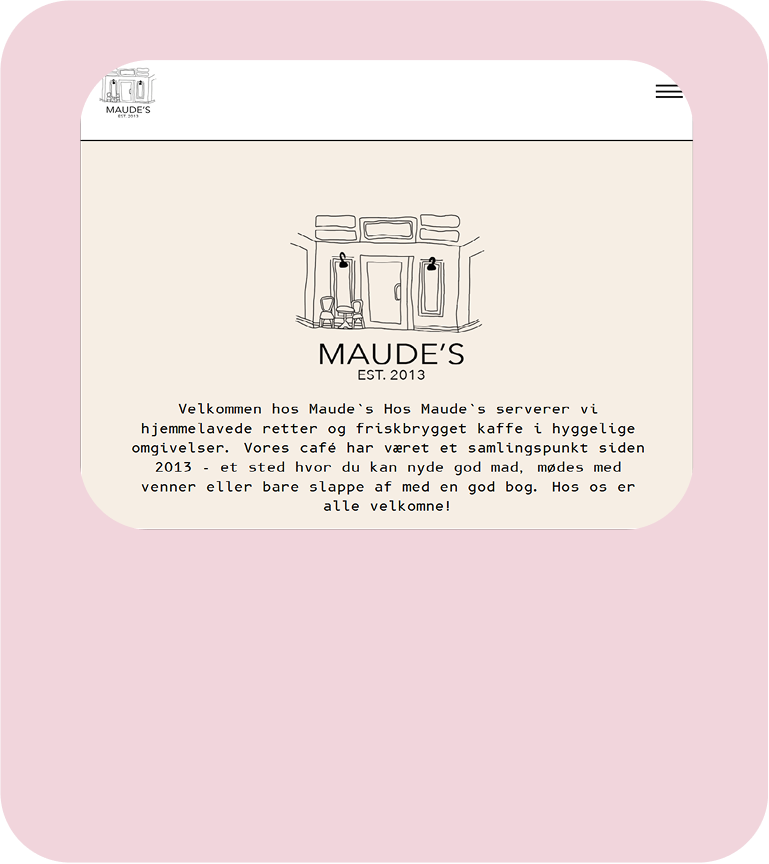 MAUDE'S
EST. 2013
MAUDE'S
EST. 2013
Velkommen hos Maude`s Hos Maude`s serverer vi
hjemmelavede retter og friskbrygget kaffe i hyggelige
omgivelser. Vores café har været et samlingspunkt siden
2013 - et sted hvor du kan nyde god mad, mødes med
venner eller bare slappe af med en god bog. Hos os er
alle velkomne!